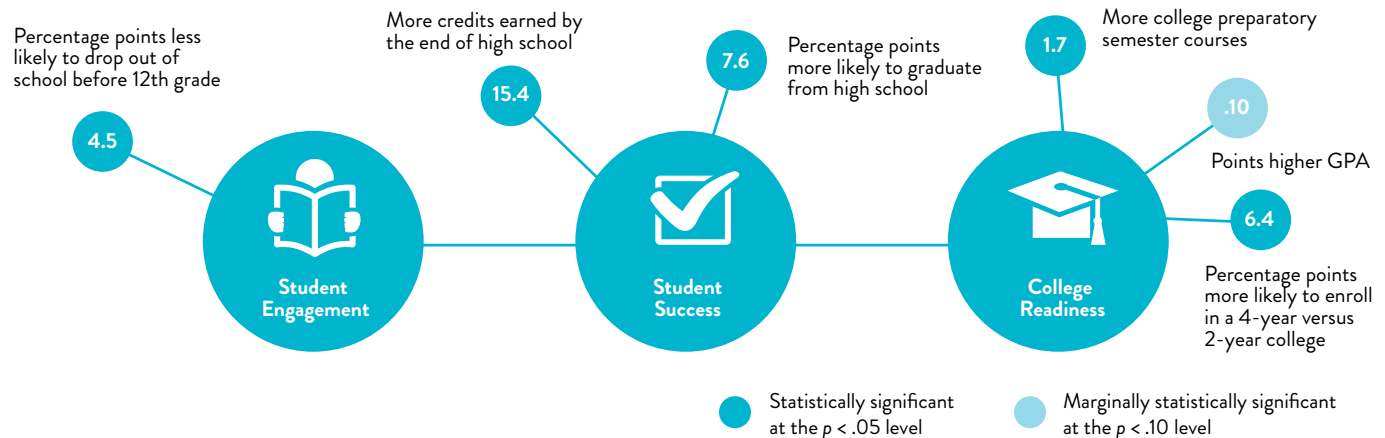 Percentage points less
likely to drop out of
school before 12th grade
4.5
Student
Engagement
More credits earned by
the end of high school
15.4
7.6
Percentage points
more likely to graduate
from high school
Student
Success
1.7
More college preparatory
semester courses
.10
Points higher GPA
6.4
Percentage points
more likely to enroll
in a 4-year versus
2-year college
College
Readiness
Statistically significant
at the p < .05 level
Marginally statistically significant
at the p < .10 level